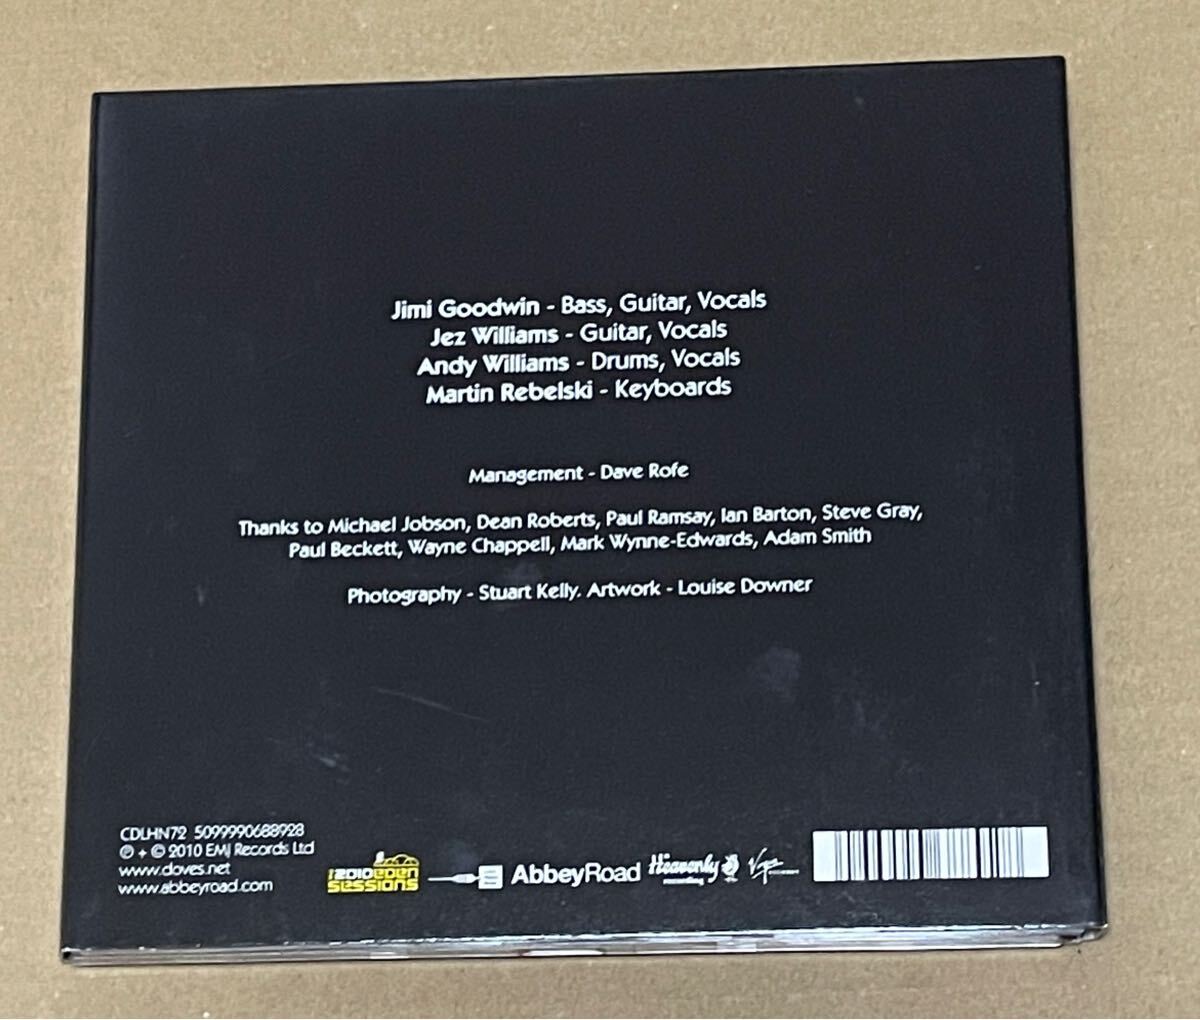 Jimi Goodwin - Bass, Guitar, Vocals
Jez Williams - Guitar, Vocals
Andy Williams - Drums, Vocals
Martin Rebelski - Keyboards
Management - Dave Rofe
Thanks to Michael Jobson, Dean Roberts, Paul Ramsay, Ian Barton, Steve Gray,
Paul Beckett, Wayne Chappell, Mark Wynne-Edwards, Adam Smith
Photography - Stuart Kelly. Artwork - Louise Downer
CDLHN72 5099990688928
℗ + © 2010 EMI Records Ltd
www.doves.net
www.abbeyroad.com
2010 eden
sessions
AbbeyRoad
Heavenly
recordings
Virgin